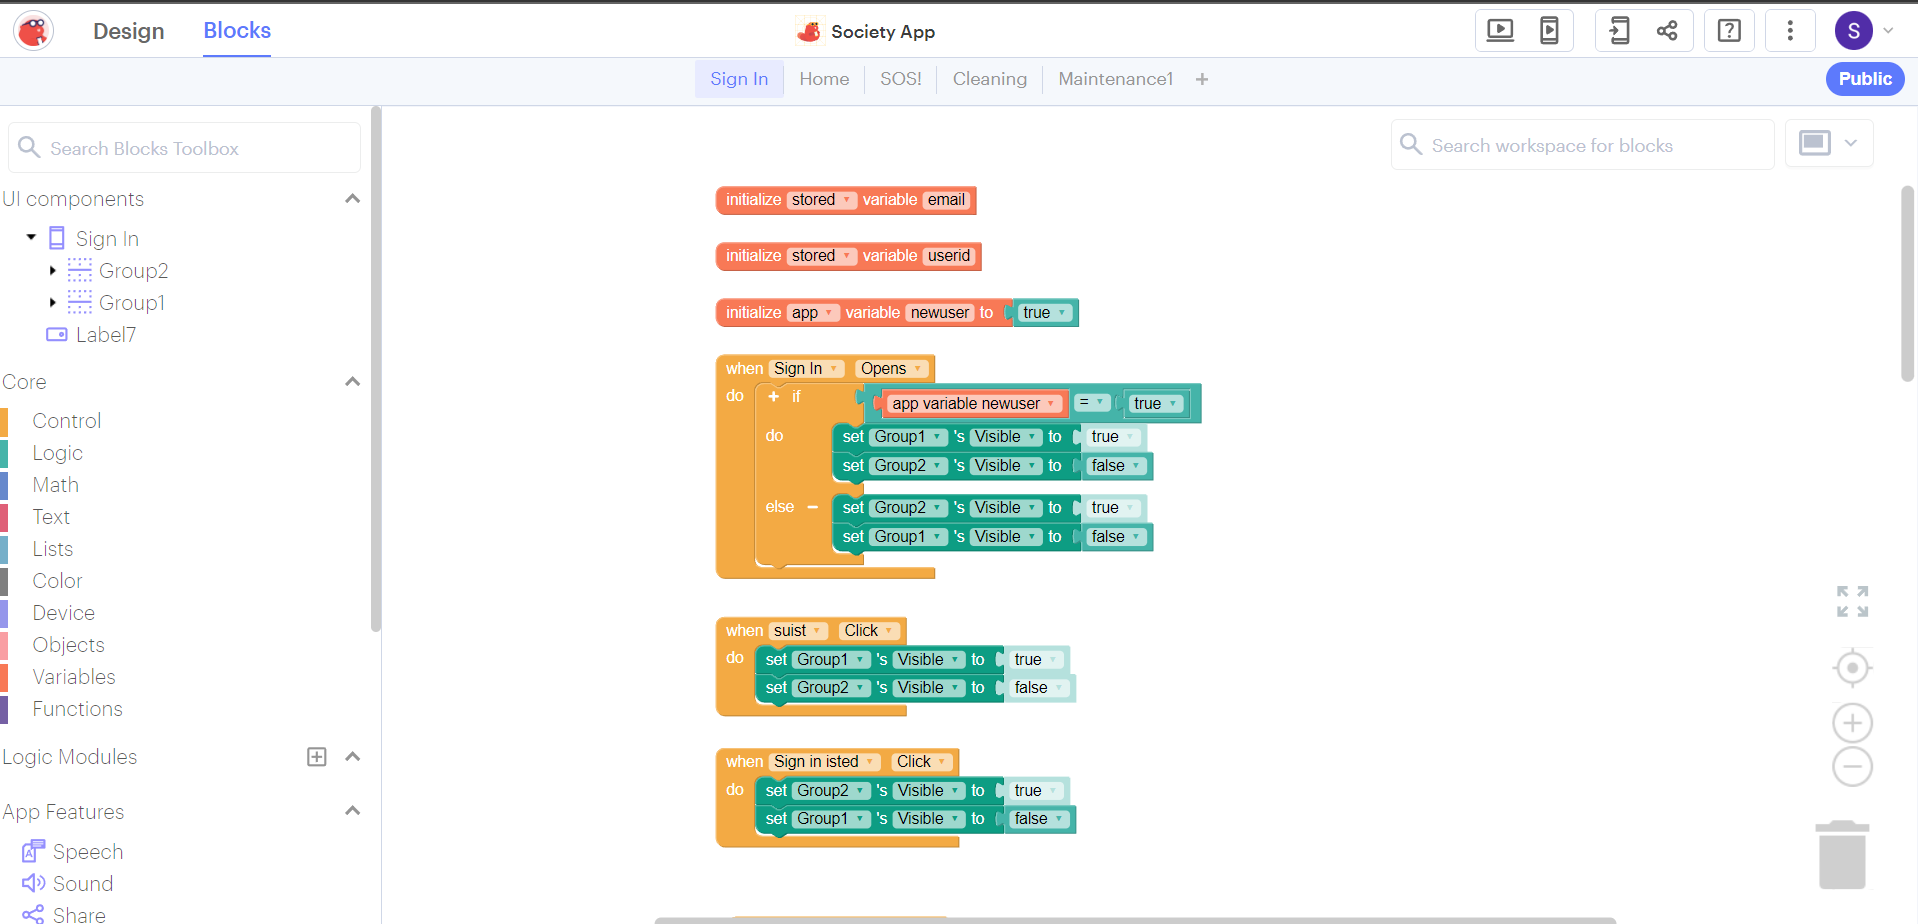 Design Blocks Society App ? S
Sign In Home SOS! Cleaning Maintenance1 + Public
Search Blocks Toolbox
Search workspace for blocks
UI components
Sign In
Group2
Group1
Label7
Core
Control
Logic
Math
Text
Lists
Color
Device
Objects
Variables
Functions
Logic Modules
App Features
A Speech
Sound
Share
initialize stored variable email
initialize stored variable userid
initialize app variable newuser to true
when Sign In Opens
do + if app variable newuser = true
do set Group1 's Visible to true
set Group2 's Visible to false
else - set Group2 's Visible to true
set Group1 's Visible to false
when suist Click
do set Group1 's Visible to true
set Group2 's Visible to false
when Sign in isted Click
do set Group2 's Visible to true
set Group1 's Visible to false